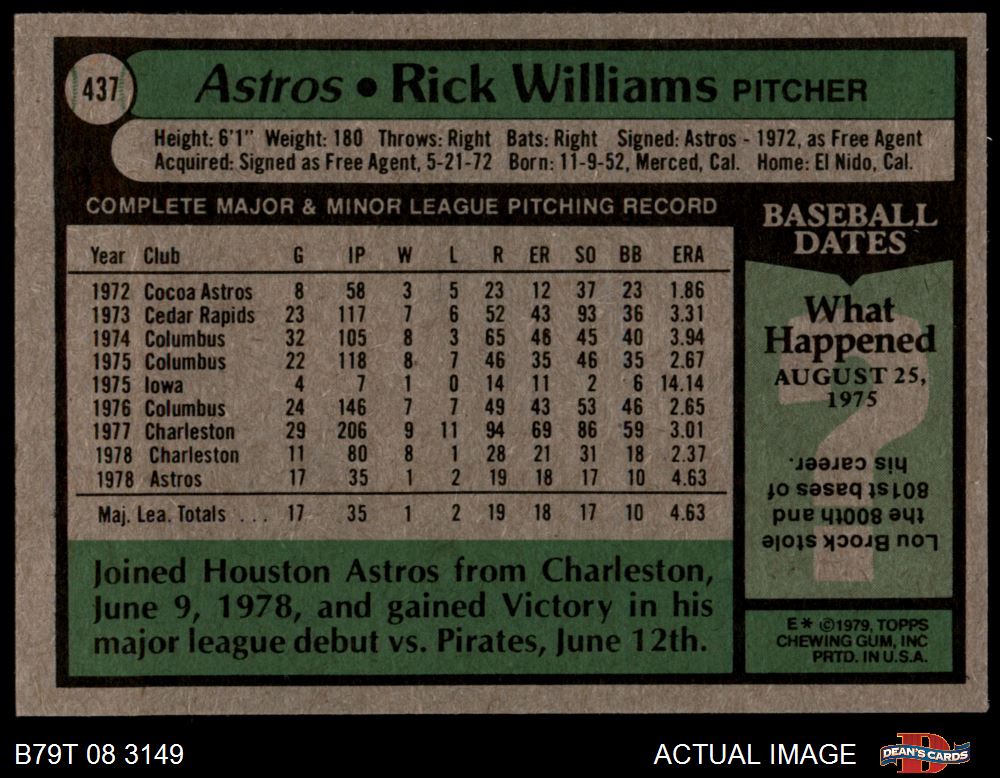 437
Astros • Rick Williams PITCHER
Height: 6'1" Weight: 180 Throws: Right Bats: Right Signed: Astros - 1972, as Free Agent
Acquired: Signed as Free Agent, 5-21-72 Born: 11-9-52, Merced, Cal. Home: El Nido, Cal.
COMPLETE MAJOR & MINOR LEAGUE PITCHING RECORD
Year Club G IP W L R ER SO BB ERA
1972 Cocoa Astros 8 58 3 5 23 12 37 23 1.86
1973 Cedar Rapids 23 117 7 6 52 43 93 36 3.31
1974 Columbus 32 105 8 3 65 46 45 40 3.94
1975 Columbus 22 118 8 7 46 35 46 35 2.67
1975 Iowa 4 7 1 0 14 11 2 6 14.14
1976 Columbus 24 146 7 7 49 43 53 46 2.65
1977 Charleston 29 206 9 11 94 69 86 59 3.01
1978 Charleston 11 80 8 1 28 21 31 18 2.37
1978 Astros 17 35 1 2 19 18 17 10 4.63
Maj. Lea. Totals ... 17 35 1 2 19 18 17 10 4.63
Joined Houston Astros from Charleston,
June 9, 1978, and gained Victory in his
major league debut vs. Pirates, June 12th.
BASEBALL
DATES
What
Happened
AUGUST 25,
1975
Lou Brock stole
the 800th and
801st bases of
his career.
E* ©1979, TOPPS
CHEWING GUM, INC
PRTD. IN U.S.A.
B79T 08 3149
ACTUAL IMAGE
D
DEAN'S CARDS